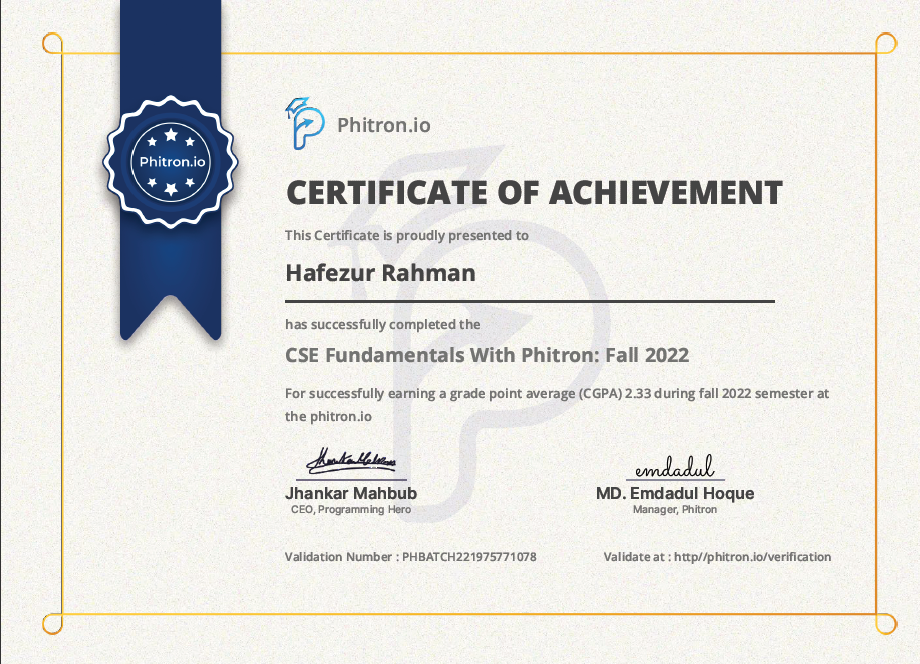 Phitron.io
Phitron.io
CERTIFICATE OF ACHIEVEMENT
This Certificate is proudly presented to
Hafezur Rahman
has successfully completed the
CSE Fundamentals With Phitron: Fall 2022
For successfully earning a grade point average (CGPA) 2.33 during fall 2022 semester at
the phitron.io
emdadul
Jhankar Mahbub
MD. Emdadul Hoque
CEO, Programming Hero
Manager, Phitron
Validation Number : PHBATCH221975771078
Validate at : http//phitron.io/verification